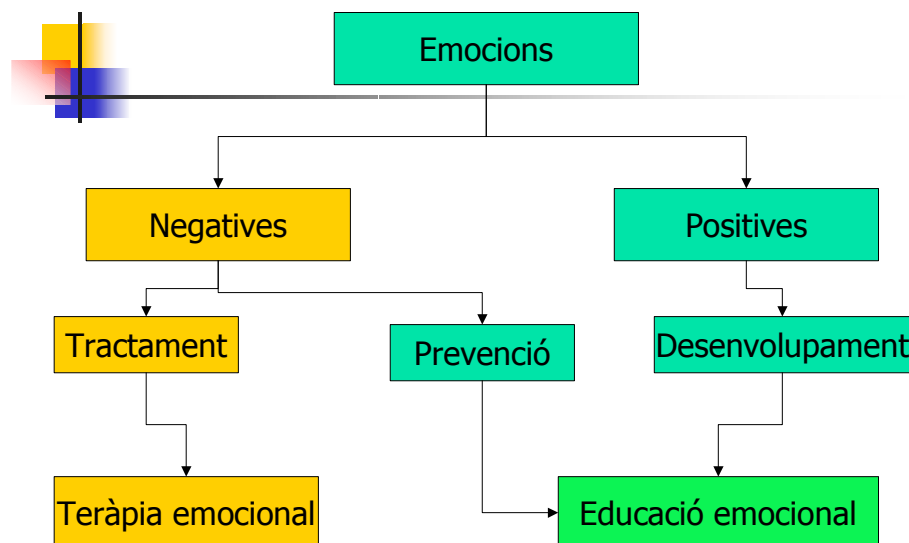 Emocions
Negatives
Positives
Tractament
Prevenció
Desenvolupament
Teràpia emocional
Educació emocional